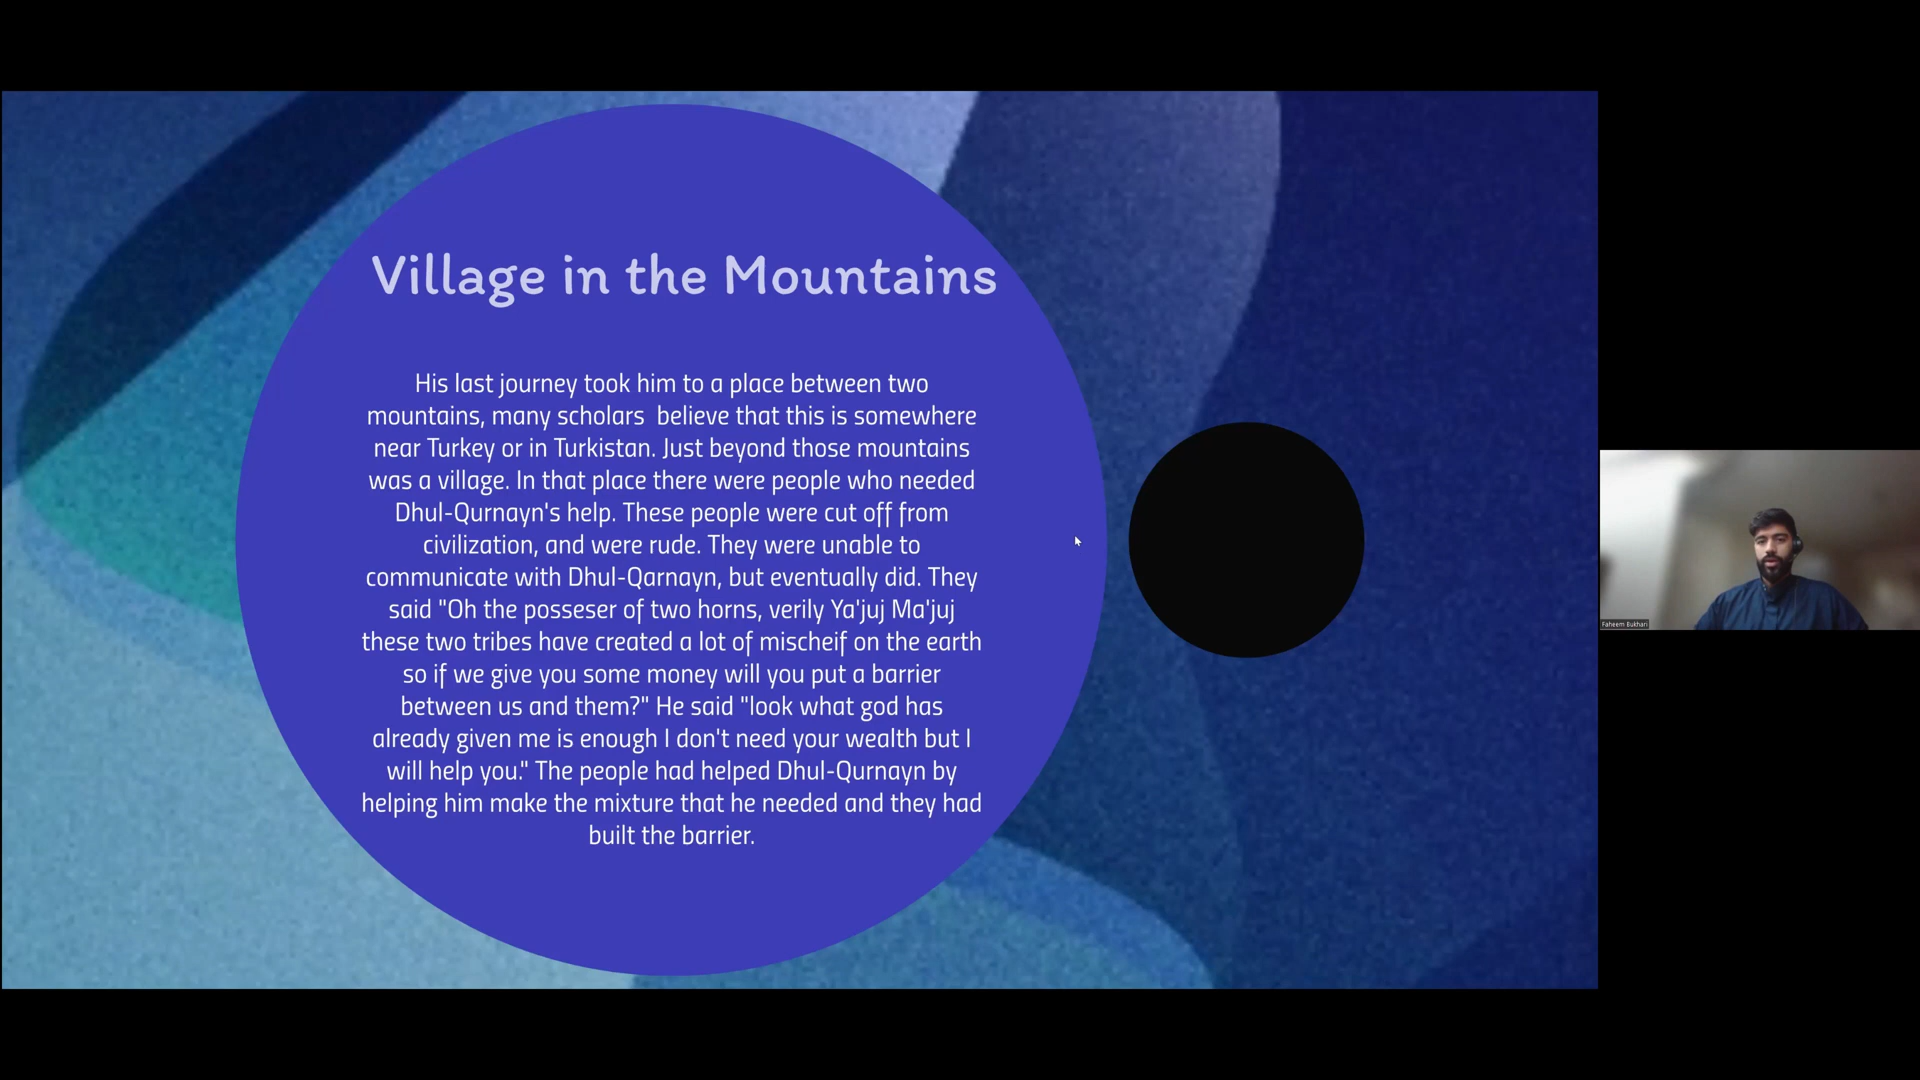 Village in the Mountains
His last journey took him to a place between two
mountains, many scholars  believe that this is somewhere
near Turkey or in Turkistan. Just beyond those mountains
was a village. In that place there were people who needed
Dhul-Qurnayn's help. These people were cut off from
civilization, and were rude. They were unable to
communicate with Dhul-Qarnayn, but eventually did. They
said "Oh the posseser of two horns, verily Ya'juj Ma'juj
these two tribes have created a lot of mischeif on the earth
so if we give you some money will you put a barrier
between us and them?" He said "look what god has
already given me is enough I don't need your wealth but I
will help you." The people had helped Dhul-Qurnayn by
helping him make the mixture that he needed and they had
built the barrier.
Faheem Bukhari